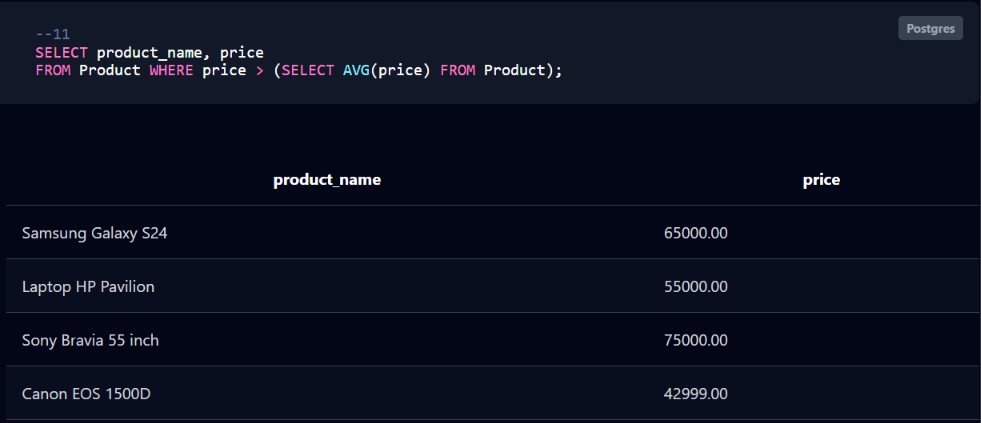 --11
Postgres
SELECT product_name, price
FROM Product WHERE price > (SELECT AVG(price) FROM Product);
product_name price
Samsung Galaxy S24 65000.00
Laptop HP Pavilion 55000.00
Sony Bravia 55 inch 75000.00
Canon EOS 1500D 42999.00